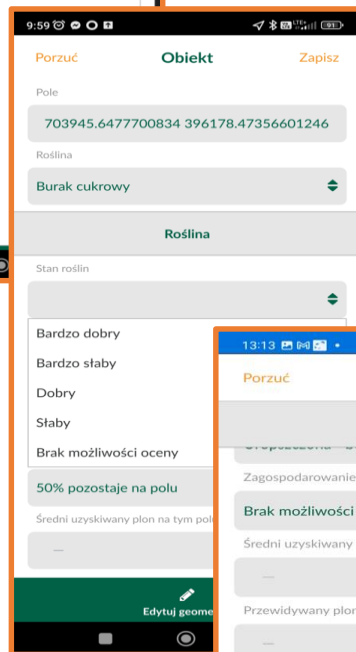 9:59
91
Porzuć Obiekt Zapisz
Pole
703945.6477700834 396178.47356601246
Roślina
Burak cukrowy
Roślina
Stan roślin
Bardzo dobry
Bardzo słaby
Dobry
Słaby
Brak możliwości oceny
50% pozostaje na polu
Średni uzyskiwany plon na tym pol
—
Edytuj geome
13:13
Porzuć
Zagospodarowanie
Brak możliwości
Średni uzyskiwany
—
Przewidywany plon
—